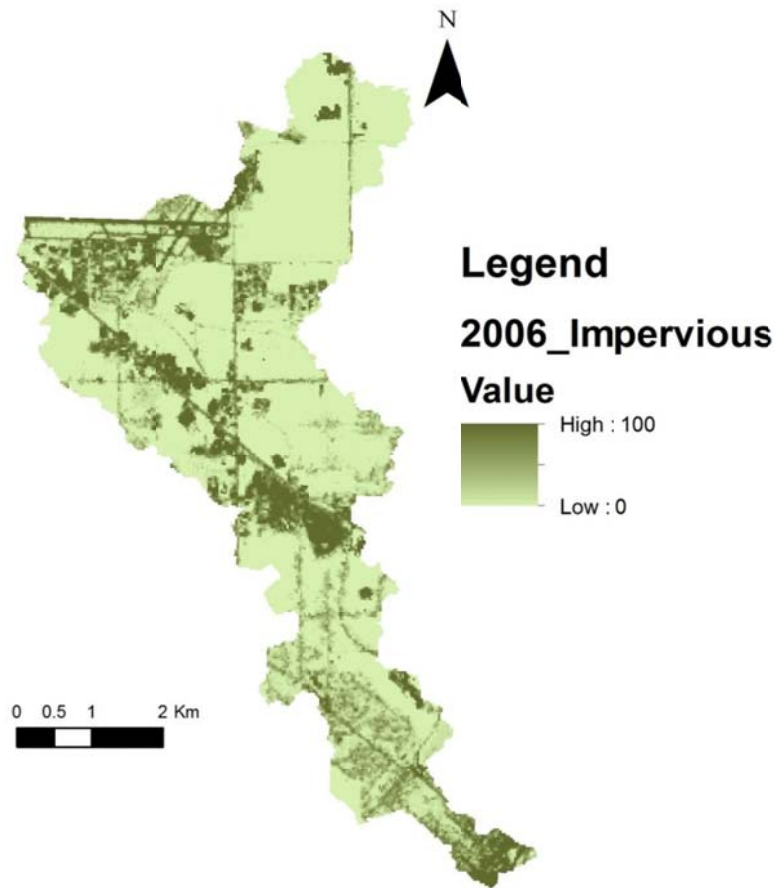 N
Legend
2006_Impervious
Value
High : 100
Low : 0
0 0.5 1 2 Km